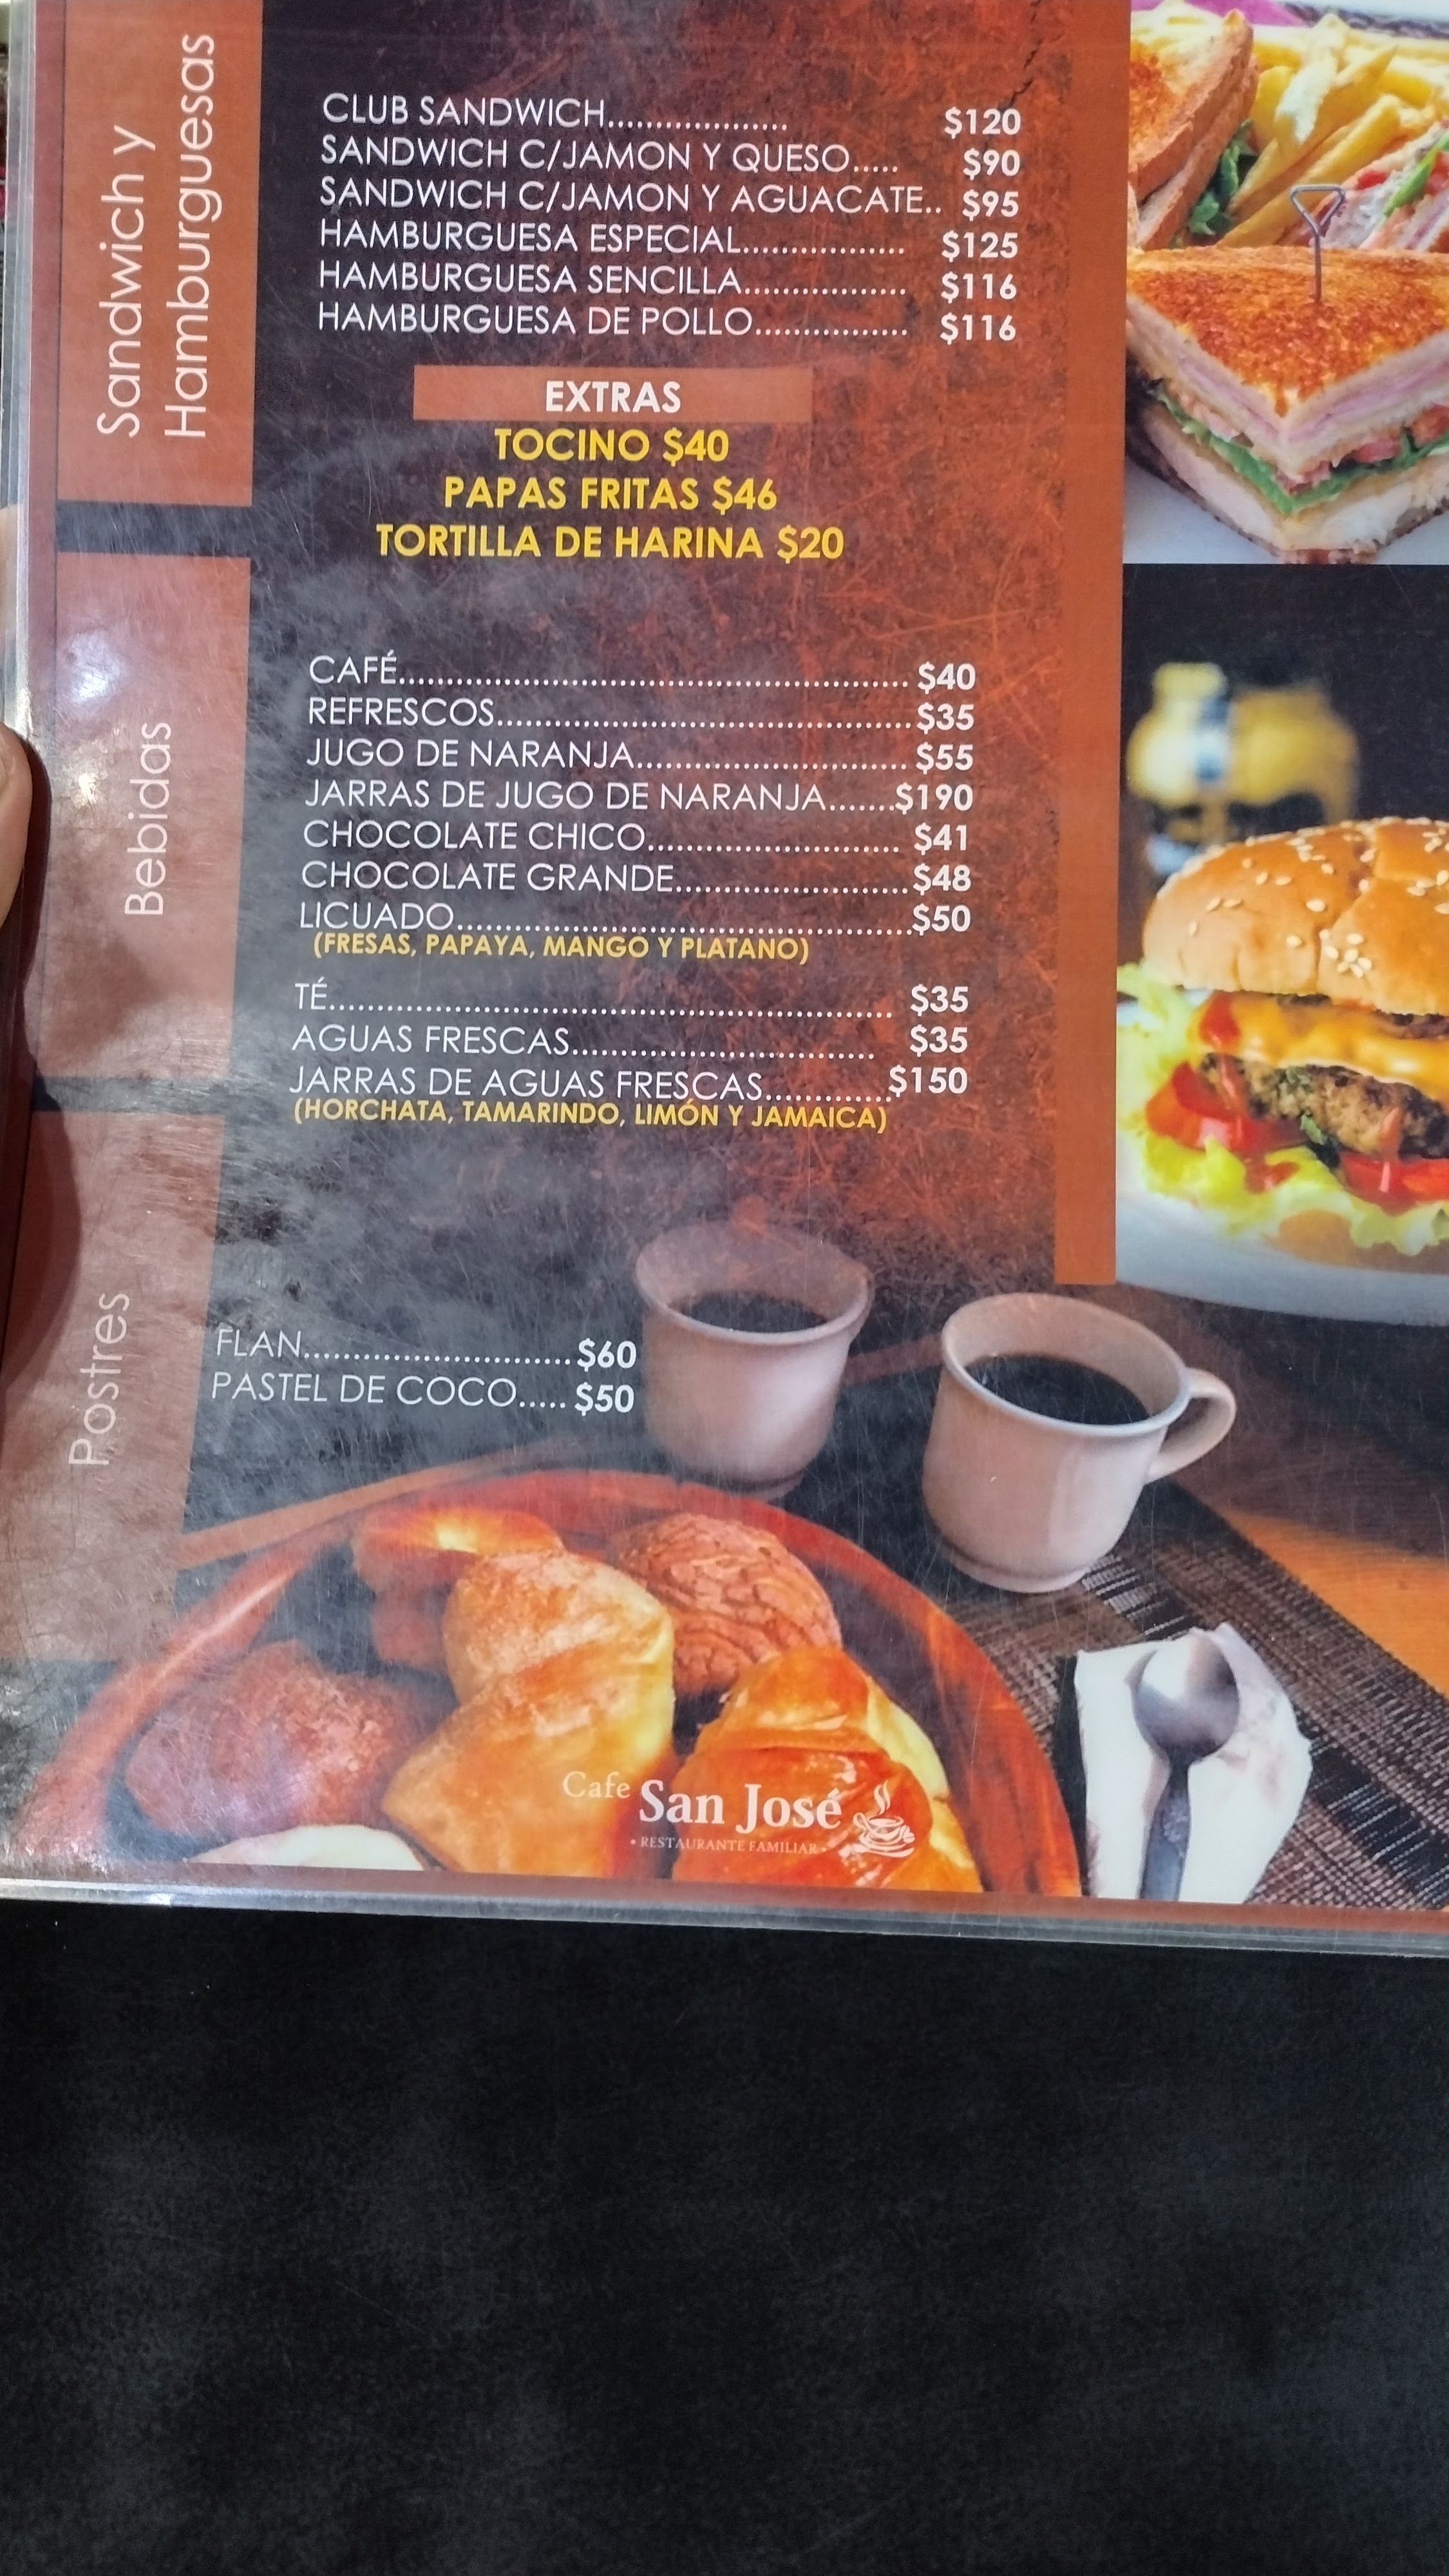 Sandwich y
Hamburguesas
CLUB SANDWICH................... $120
SANDWICH C/JAMON Y QUESO..... $90
SANDWICH C/JAMON Y AGUACATE.. $95
HAMBURGUESA ESPECIAL................. $125
HAMBURGUESA SENCILLA................. $116
HAMBURGUESA DE POLLO................ $116
EXTRAS
TOCINO $40
PAPAS FRITAS $46
TORTILLA DE HARINA $20
Bebidas
CAFÉ..................................................... $40
REFRESCOS...........................................$35
JUGO DE NARANJA............................ $55
JARRAS DE JUGO DE NARANJA.......$190
CHOCOLATE CHICO.......................... $41
CHOCOLATE GRANDE........................$48
LICUADO...............................................$50
(FRESAS, PAPAYA, MANGO Y PLATANO)
TÉ.......................................................... $35
AGUAS FRESCAS............................... $35
JARRAS DE AGUAS FRESCAS.............$150
(HORCHATA, TAMARINDO, LIMÓN Y JAMAICA)
Postres
FLAN...........................$60
PASTEL DE COCO..... $50
Cafe San José
• RESTAURANTE FAMILIAR •